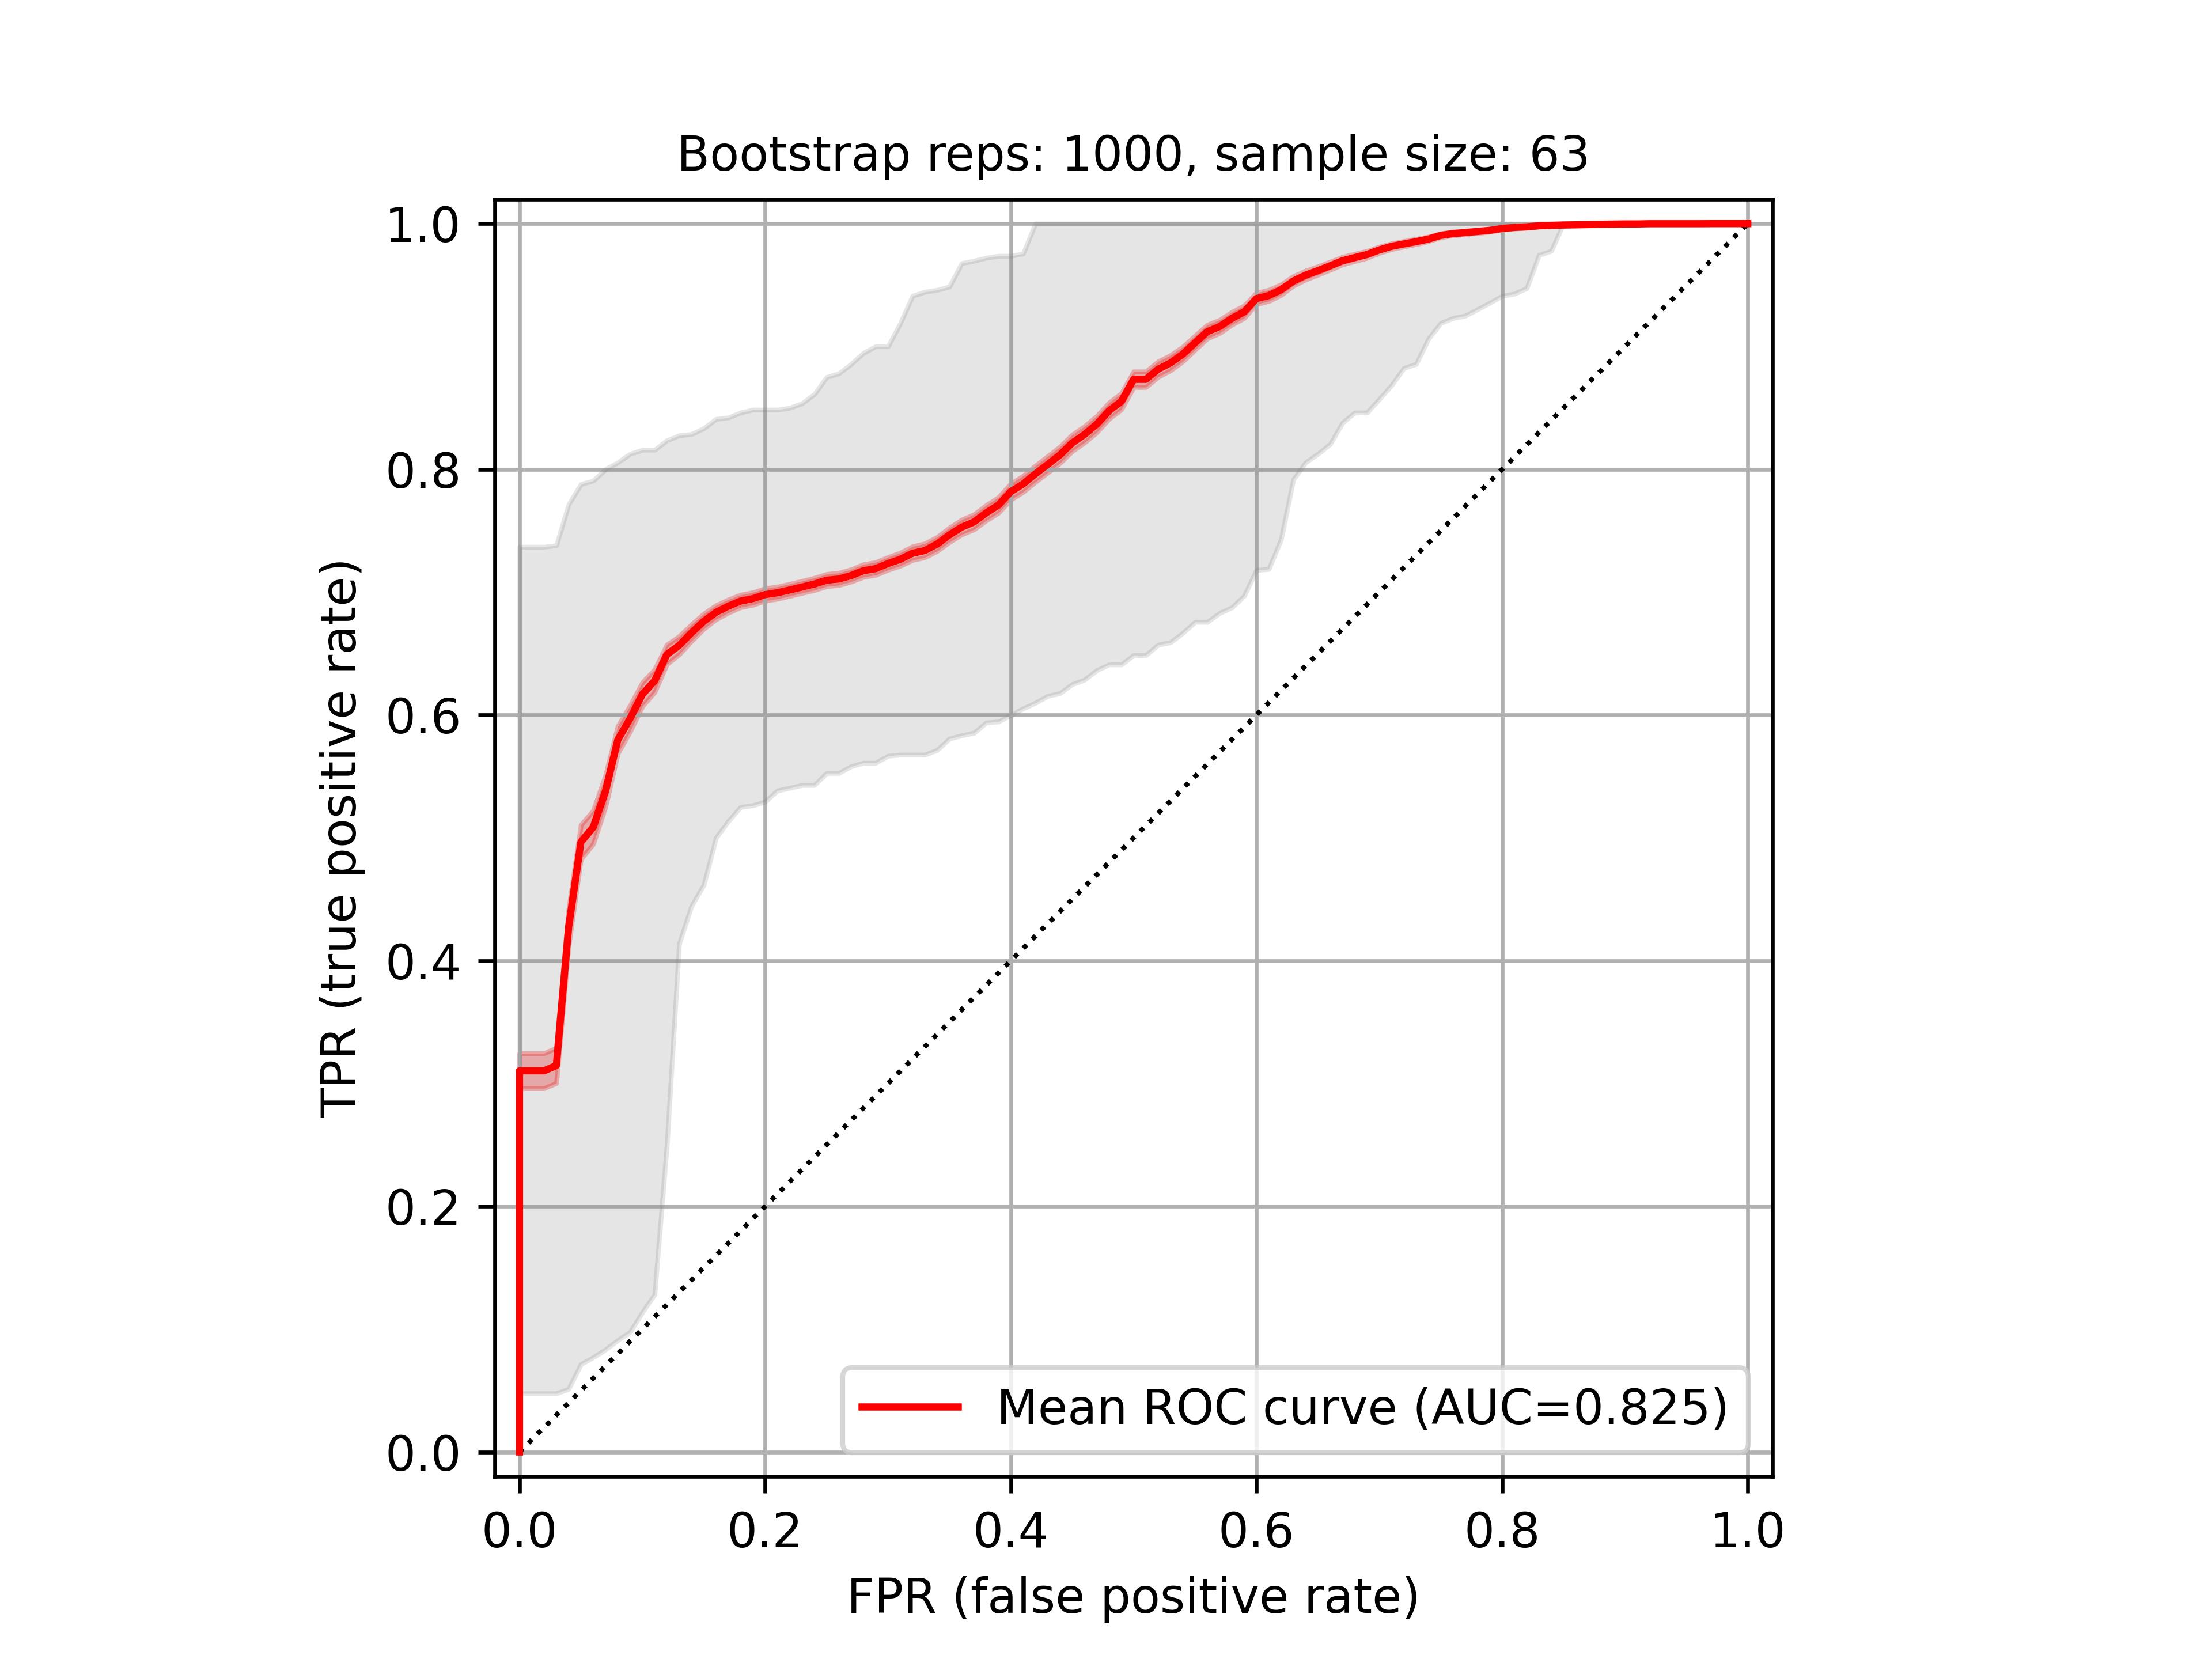 Bootstrap reps: 1000, sample size: 63
1.0
0.8
0.6
0.4
0.2
0.0
TPR (true positive rate)
Mean ROC curve (AUC=0.825)
0.0 0.2 0.4 0.6 0.8 1.0
FPR (false positive rate)